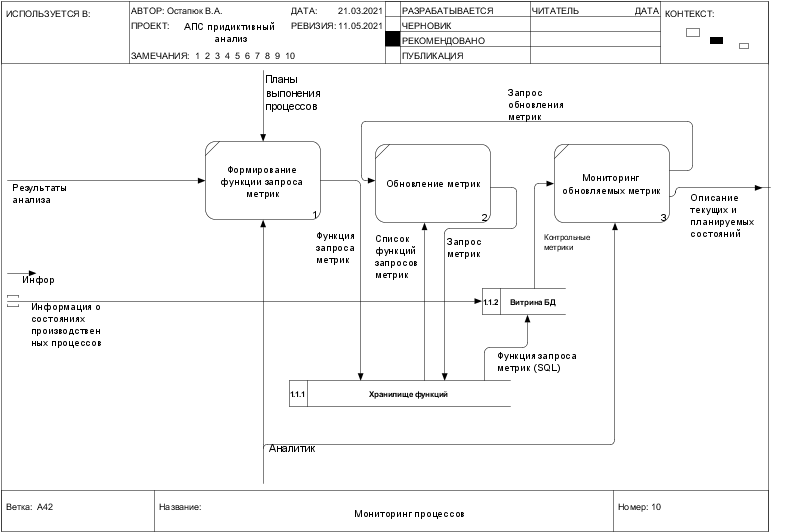 ИСПОЛЬЗУЕТСЯ В:
АВТОР: Остапюк В.А.
ДАТА: 21.03.2021
ПРОЕКТ: АПС придиктивный
анализ
РЕВИЗИЯ: 11.05.2021
ЗАМЕЧАНИЯ: 1 2 3 4 5 6 7 8 9 10
РАЗРАБАТЫВАЕТСЯ
ЧЕРНОВИК
РЕКОМЕНДОВАНО
ПУБЛИКАЦИЯ
ЧИТАТЕЛЬ
ДАТА
КОНТЕКСТ:
Планы
выпонения
процессов
Запрос
обновления
метрик
Формирование
функции запроса
метрик
1
Обновление метрик
2
Мониторинг
обновляемых метрик
3
Результаты
анализа
Описание
текущих и
планируемых
состояний
Функция
запроса
метрик
Список
функций
запросов
метрик
Запрос
метрик
Контрольные
метрики
Инфор
Информация о
состояниях
производствен
ных процессов
1.1.2
Витрина БД
Функция запроса
метрик (SQL)
1.1.1
Хранилище функций
Аналитик
Ветка: A42
Название:
Мониторинг процессов
Номер: 10